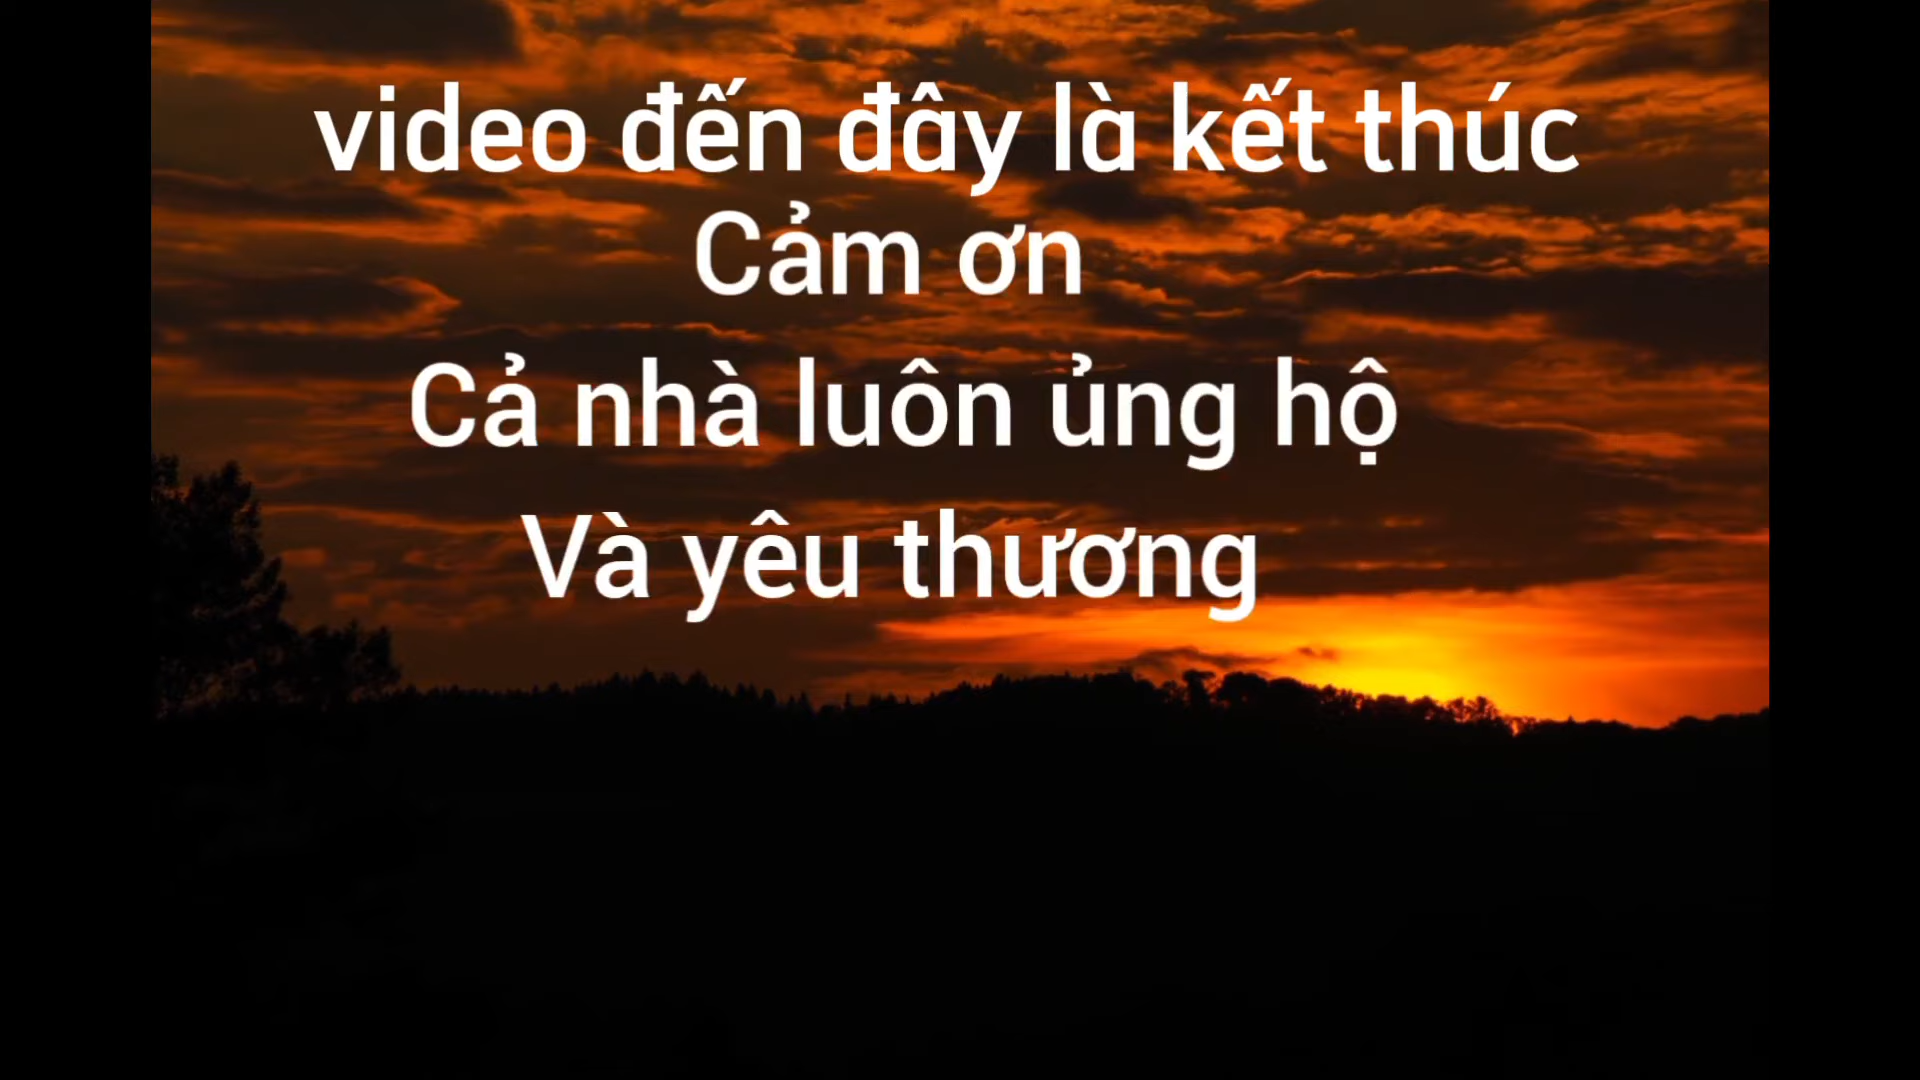 video đến đây là kết thúc
Cảm ơn
Cả nhà luôn ủng hộ
Và yêu thương